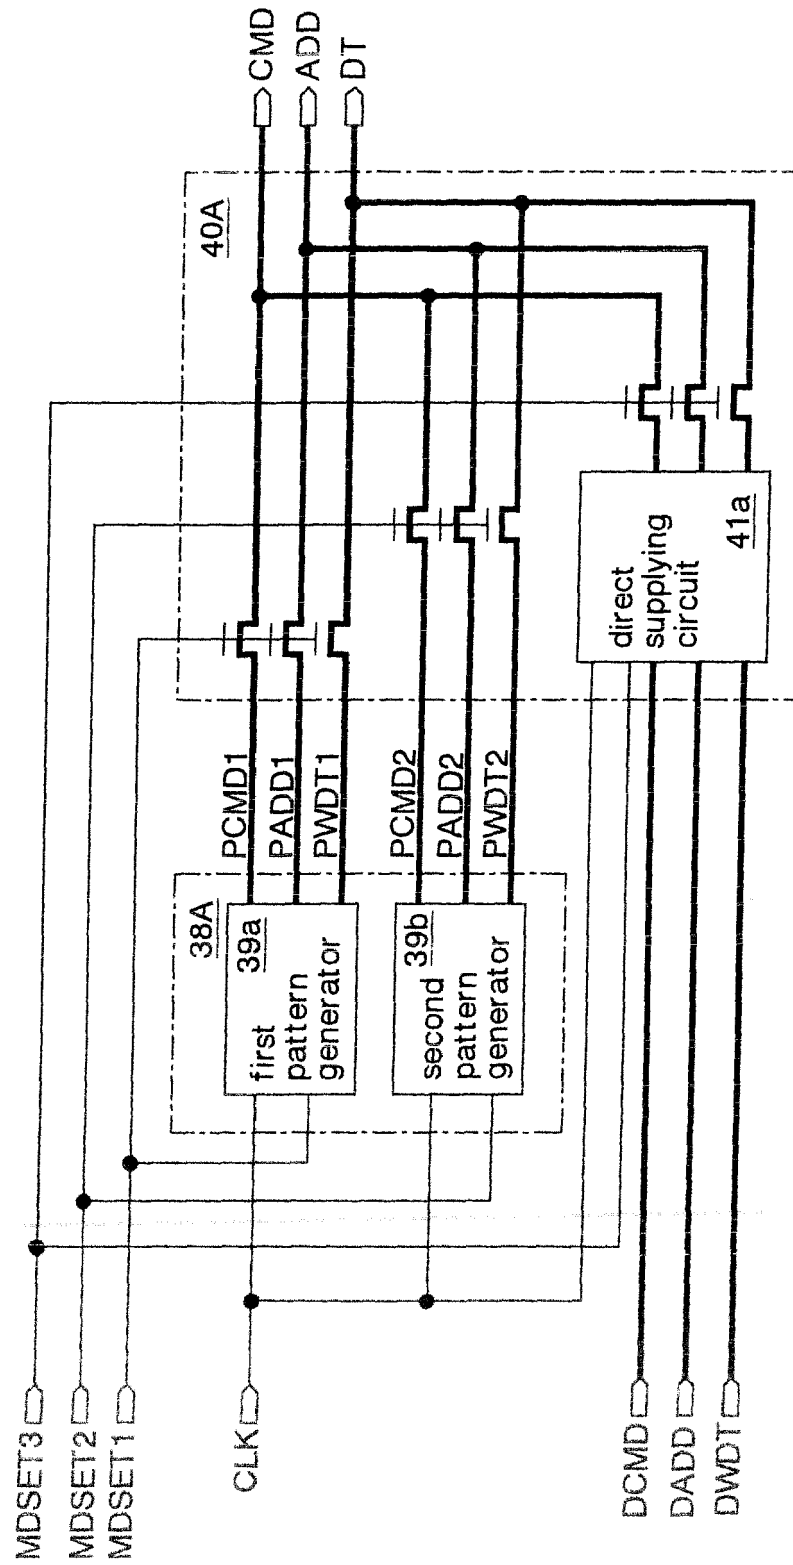 MDSET3
MDSET2
MDSET1
CLK
DCMD
DADD
DWDT
38A
39a
first
pattern
generator
39b
second
pattern
generator
PCMD1
PADD1
PWDT1
PCMD2
PADD2
PWDT2
40A
direct
supplying
circuit
41a
CMD
ADD
DT